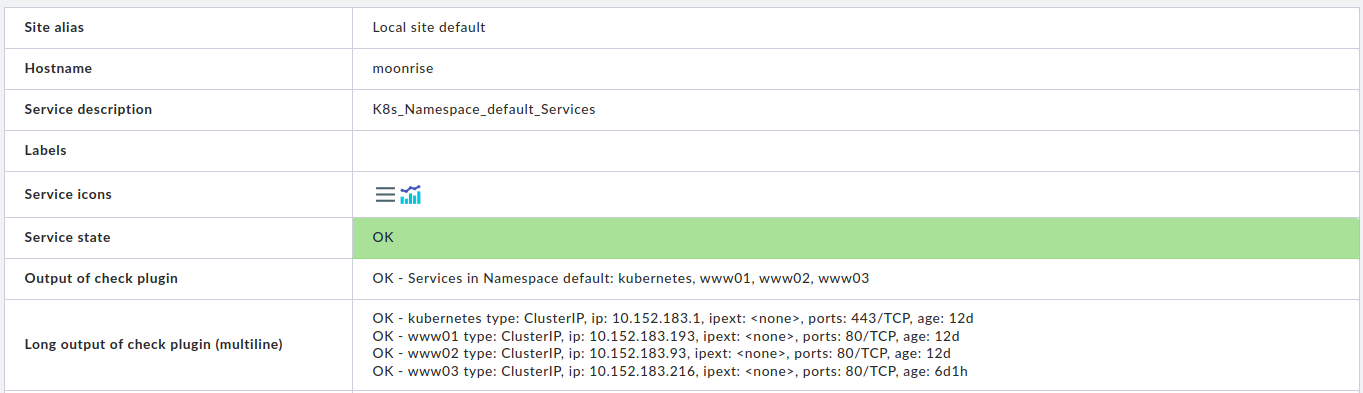 Site alias Local site default
Hostname moonrise
Service description K8s_Namespace_default_Services
Labels
Service icons
Service state OK
Output of check plugin OK - Services in Namespace default: kubernetes, www01, www02, www03
Long output of check plugin (multiline)
OK - kubernetes type: ClusterIP, ip: 10.152.183.1, ipext: <none>, ports: 443/TCP, age: 12d
OK - www01 type: ClusterIP, ip: 10.152.183.193, ipext: <none>, ports: 80/TCP, age: 12d
OK - www02 type: ClusterIP, ip: 10.152.183.93, ipext: <none>, ports: 80/TCP, age: 12d
OK - www03 type: ClusterIP, ip: 10.152.183.216, ipext: <none>, ports: 80/TCP, age: 6d1h